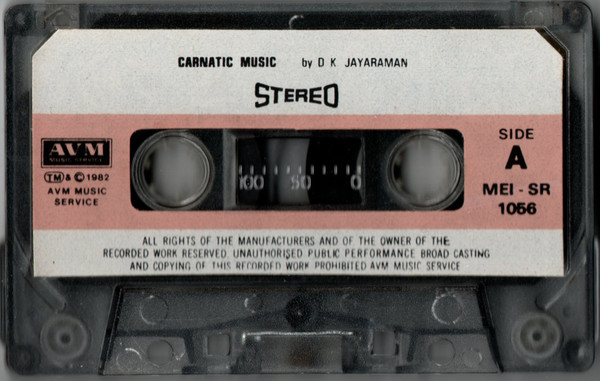 CARNATIC MUSIC by D K JAYARAMAN
STEREO
AVM
MUSIC SERVICE
TM & © 1982
AVM MUSIC
SERVICE
100 50 0
SIDE
A
MEI - SR
1056
ALL RIGHTS OF THE MANUFACTURERS AND OF THE OWNER OF THE
RECORDED WORK RESERVED. UNAUTHORISED PUBLIC PERFORMANCE BROAD CASTING
AND COPYING OF THIS RECORDED WORK PROHIBITED AVM MUSIC SERVICE